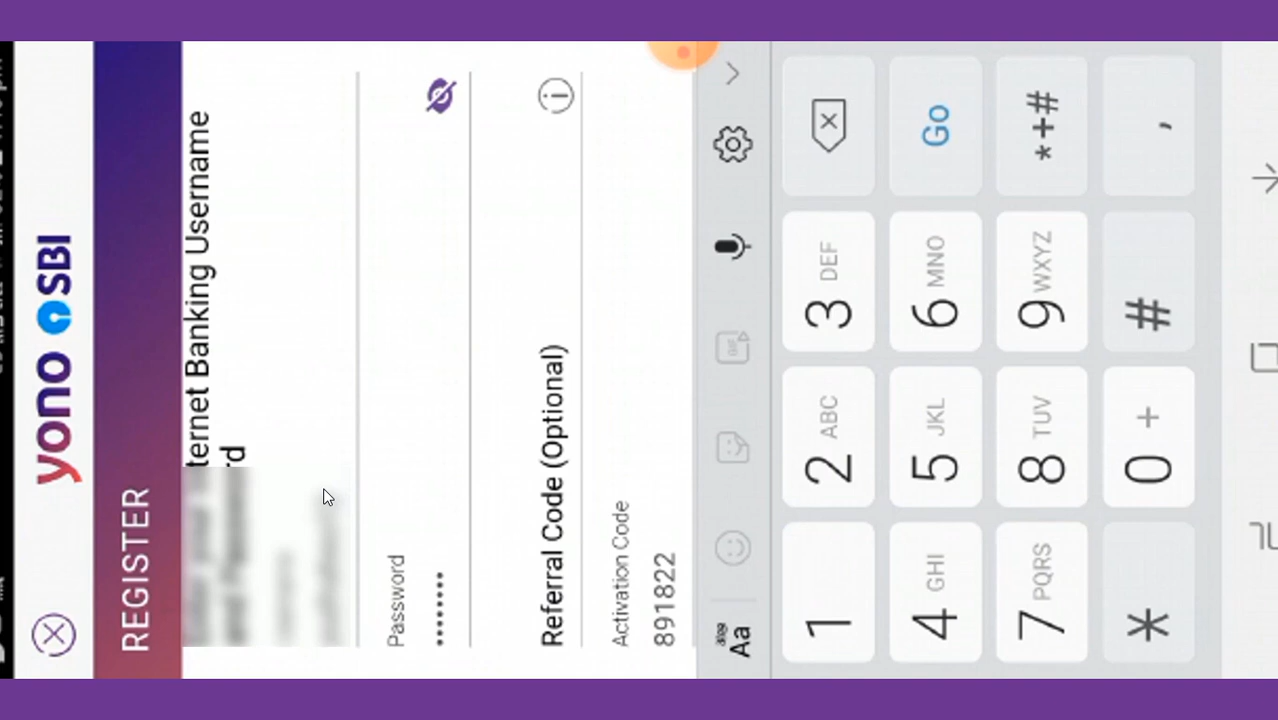 yono SBI
REGISTER
ternet Banking Username
rd
Password
••••••••
Referral Code (Optional)
Activation Code
891822
Aa
GIF
1
2 ABC
3 DEF
4 GHI
5 JKL
6 MNO
Go
7 PQRS
8 TUV
9 WXYZ
*+#
*
0 +
#
,